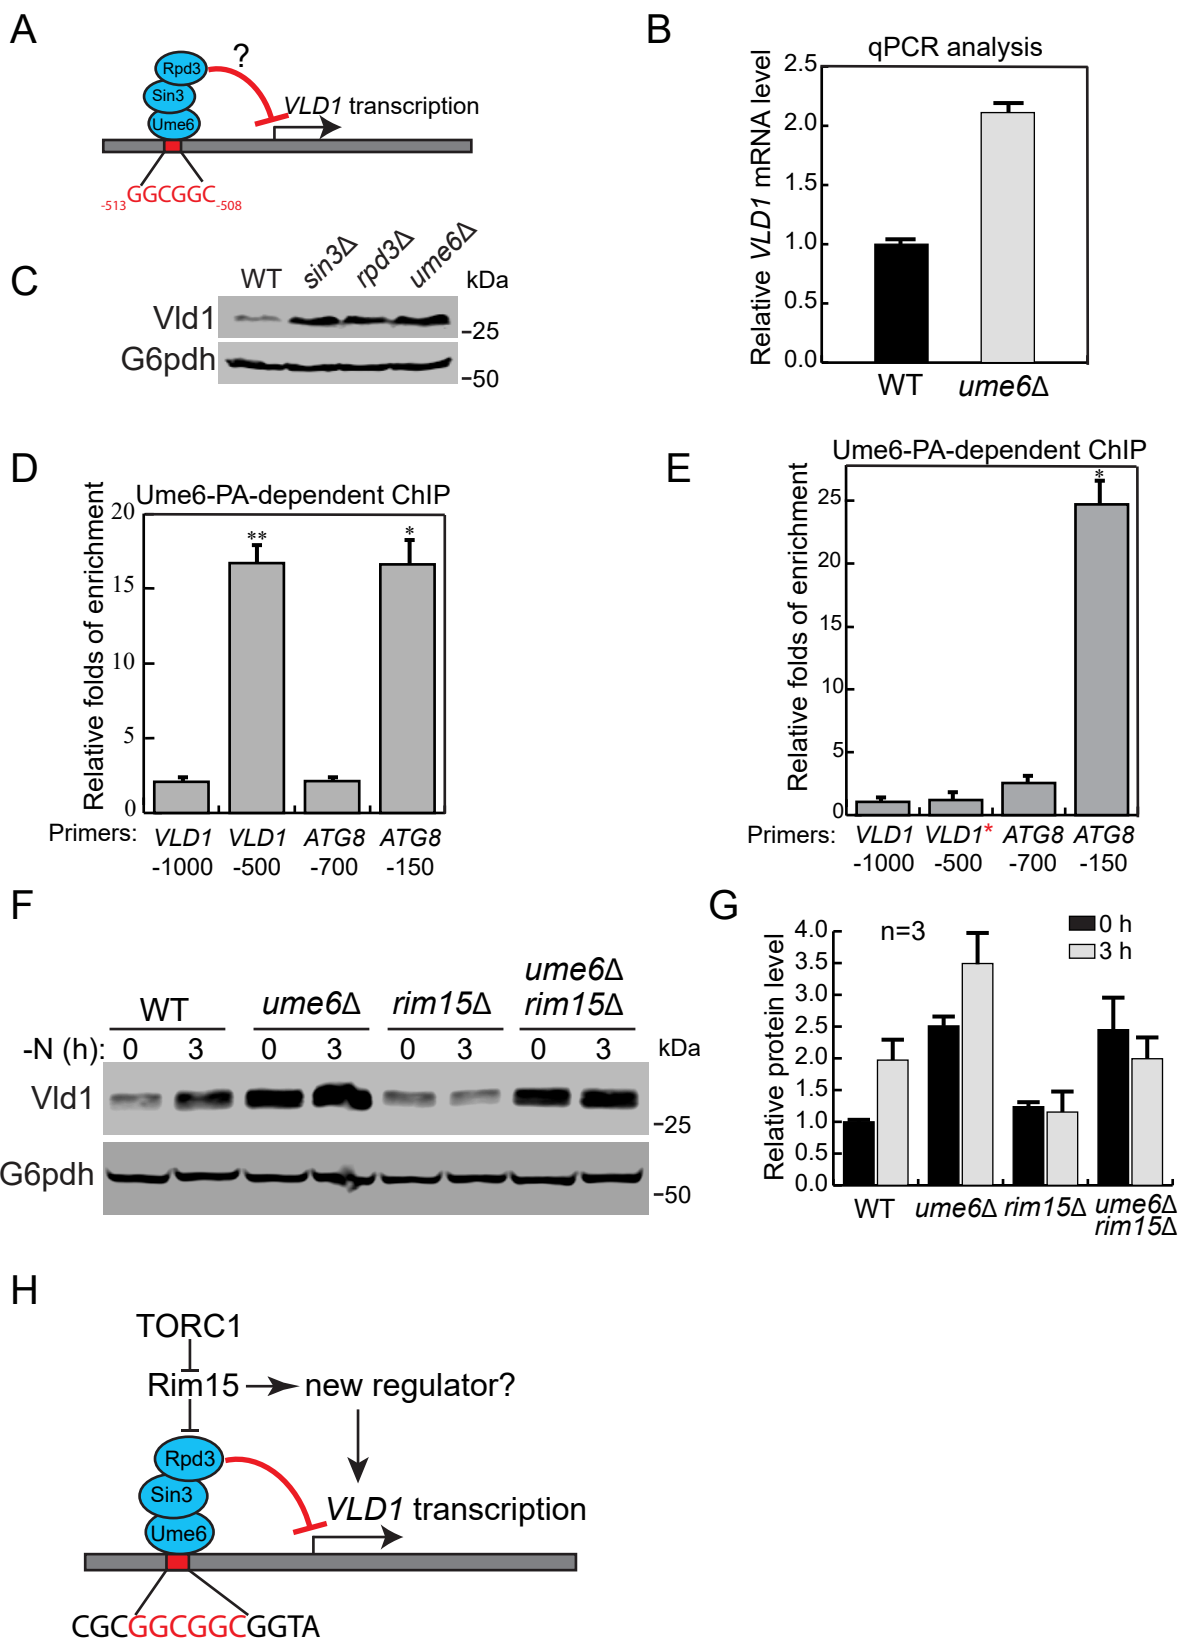 A
Rpd3
?
Sin3
VLD1 transcription
Ume6
-513GGCGGC-508
B
qPCR analysis
Relative VLD1 mRNA level
2.5
2.0
1.5
1.0
0.5
0.0
WT
ume6Δ
C
WT sin3Δ rpd3Δ ume6Δ kDa
Vld1
-25
G6pdh
-50
D
Ume6-PA-dependent ChIP
Relative folds of enrichment
20
15
10
5
0
**
*
Primers: VLD1 VLD1 ATG8 ATG8
-1000 -500 -700 -150
E
Ume6-PA-dependent ChIP
Relative folds of enrichment
25
20
15
10
5
0
*
Primers: VLD1 VLD1* ATG8 ATG8
-1000 -500 -700 -150
F
WT ume6Δ rim15Δ ume6Δ
rim15Δ
-N (h): 0 3 0 3 0 3 0 3 kDa
Vld1
-25
G6pdh
-50
G
Relative protein level
4.0
3.5
3.0
2.5
2.0
1.5
1.0
0.5
0.0
n=3
0 h
3 h
WT ume6Δ rim15Δ ume6Δ
rim15Δ
H
TORC1
Rim15 new regulator?
Rpd3
Sin3
VLD1 transcription
Ume6
CGCGGCGGCGGTA